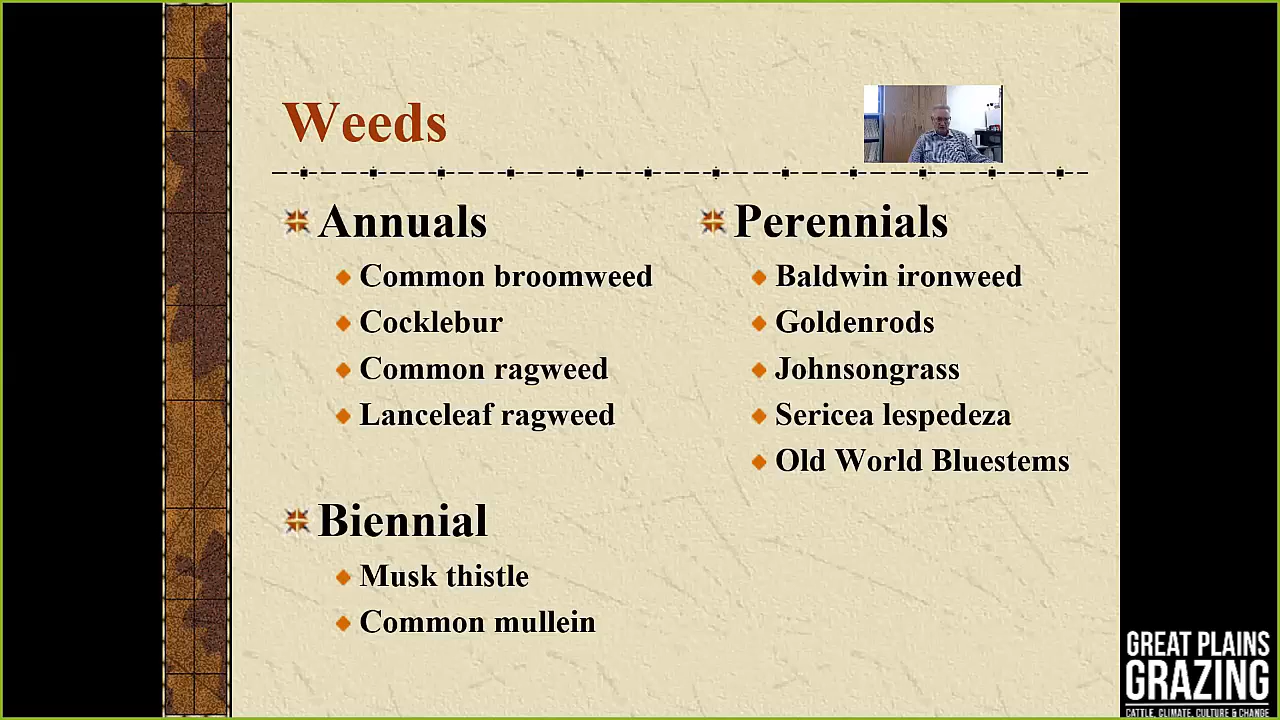 Weeds
Annuals
Common broomweed
Cocklebur
Common ragweed
Lanceleaf ragweed
Biennial
Musk thistle
Common mullein
Perennials
Baldwin ironweed
Goldenrods
Johnsongrass
Sericea lespedeza
Old World Bluestems
GREAT PLAINS
GRAZING
CATTLE, CLIMATE, CULTURE & CHANGE